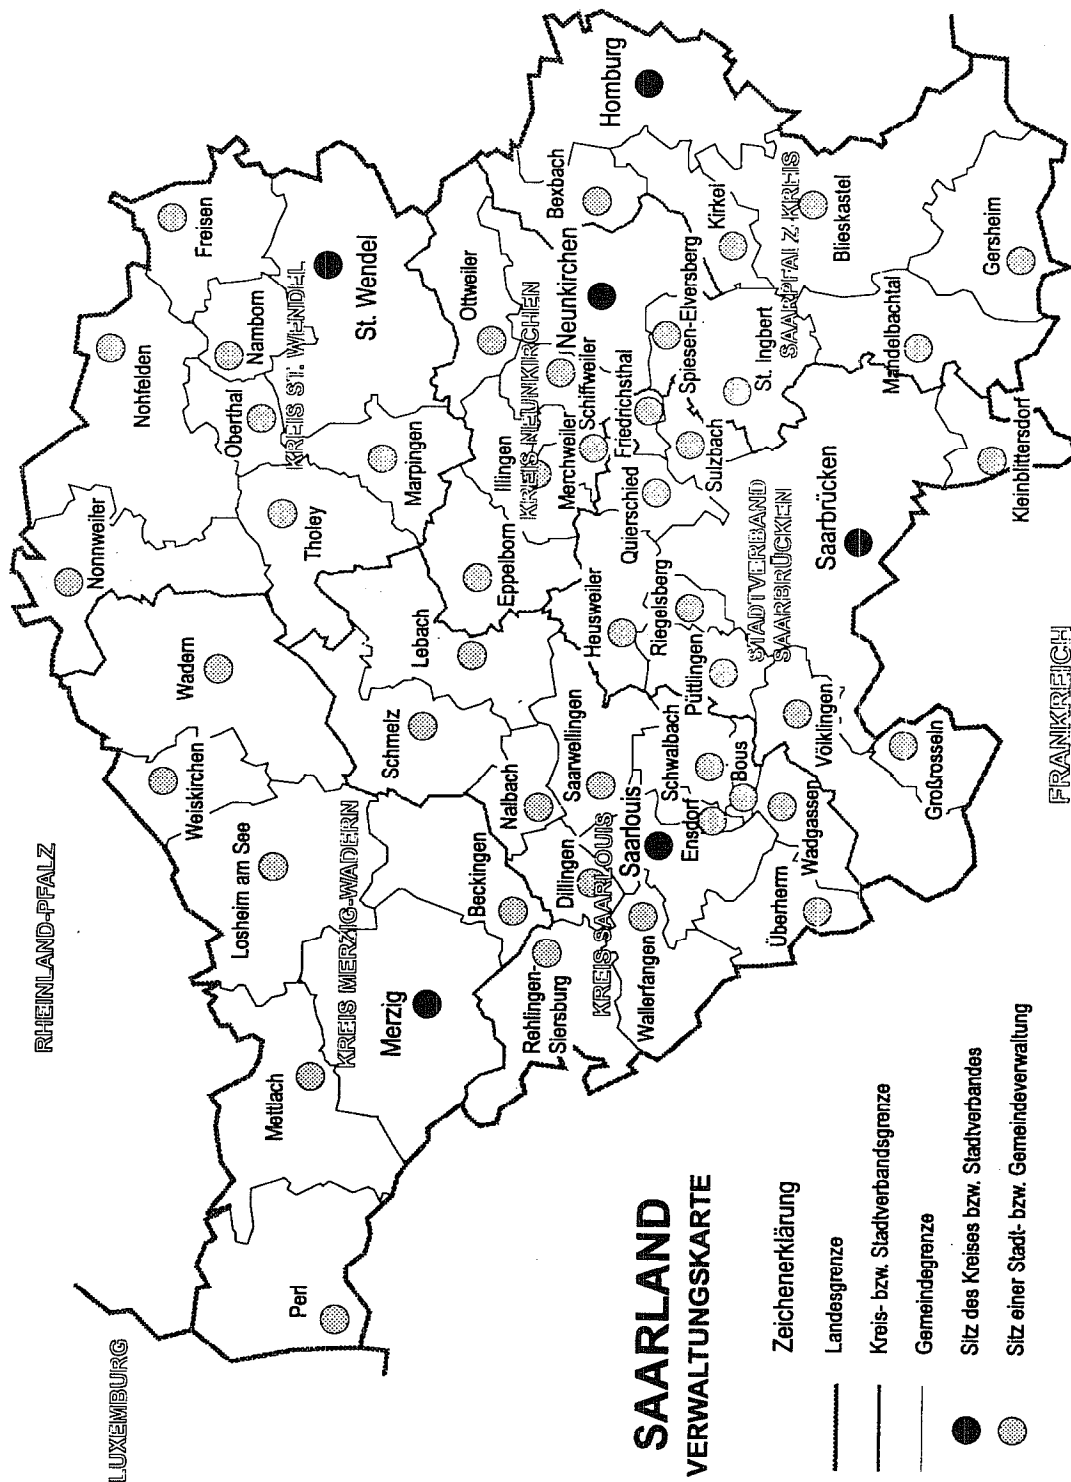 RHEINLAND-PFALZ
LUXEMBURG
FRANKREICH
Perl
Mettlach
Merzig
KREIS MERZIG-WADERN
Losheim am See
Weiskirchen
Wadern
Beckingen
Nonnweiler
Nohfelden
Freisen
Namborn
Oberthal
KREIS ST. WENDEL
St. Wendel
Tholey
Marpingen
Rehlingen-
Siersburg
Dillingen
KREIS SAARLOUIS
Wallerfangen
Saarlouis
Nalbach
Saarwellingen
Schmelz
Lebach
Schwalbach
Ensdorf
Bous
Wadgassen
Überherrn
Eppelborn
Illingen
KREIS NEUNKIRCHEN
Merchweiler
Schiffweiler
Ottweiler
Neunkirchen
Spiesen-Elversberg
Heusweiler
Riegelsberg
Püttlingen
Völklingen
Großrosseln
STADTVERBAND
SAARBRÜCKEN
Saarbrücken
Quierschied
Friedrichsthal
Sulzbach
Kleinblittersdorf
Bexbach
Homburg
Kirkel
St. Ingbert
SAARPFALZ KREIS
Blieskastel
Mandelbachtal
Gersheim
SAARLAND
VERWALTUNGSKARTE
Zeichenerklärung
Landesgrenze
Kreis- bzw. Stadtverbandsgrenze
Gemeindegrenze
Sitz des Kreises bzw. Stadtverbandes
Sitz einer Stadt- bzw. Gemeindeverwaltung